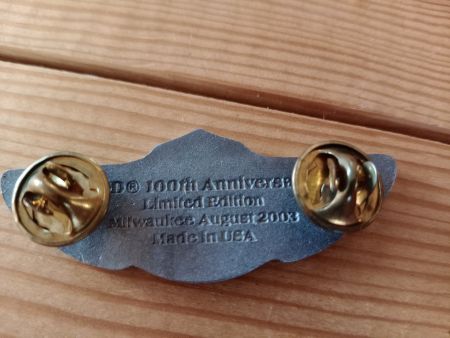 D® 100th Anniversa
Limited Edition
Milwaukee August 2003
Made in USA